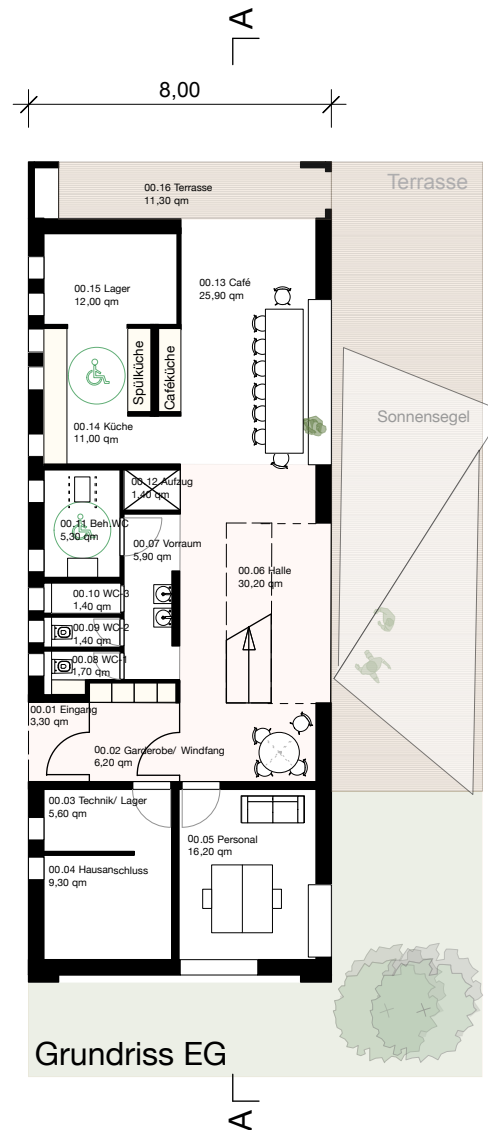 A
8,00
00.16 Terrasse
11,30 qm
Terrasse
00.13 Café
25,90 qm
00.15 Lager
12,00 qm
Spülküche
Caféküche
00.14 Küche
11,00 qm
Sonnensegel
00.12 Aufzug
1,40 qm
00.11 Beh.WC
5,30 qm
00.07 Vorraum
5,90 qm
00.06 Halle
30,20 qm
00.10 WC-3
1,40 qm
00.09 WC-2
1,40 qm
00.08 WC-1
1,70 qm
00.01 Eingang
3,30 qm
00.02 Garderobe/ Windfang
6,20 qm
00.03 Technik/ Lager
5,60 qm
00.05 Personal
16,20 qm
00.04 Hausanschluss
9,30 qm
Grundriss EG
A